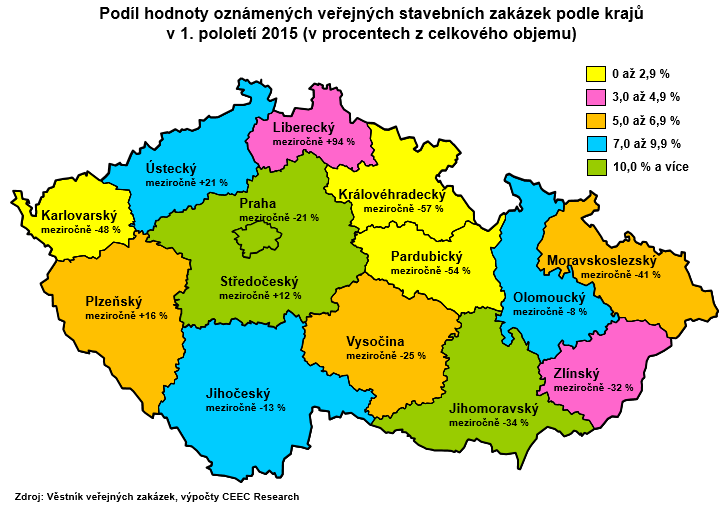 Podíl hodnoty oznámených veřejných stavebních zakázek podle krajů
v 1. pololetí 2015 (v procentech z celkového objemu)
0 až 2,9 %
3,0 až 4,9 %
5,0 až 6,9 %
7,0 až 9,9 %
10,0 % a více
Liberecký
meziročně +94 %
Ústecký
meziročně +21 %
Karlovarský
meziročně -48 %
Praha
meziročně -21 %
Královéhradecký
meziročně -57 %
Pardubický
meziročně -54 %
Moravskoslezský
meziročně -41 %
Středočeský
meziročně +12 %
Plzeňský
meziročně +16 %
Olomoucký
meziročně -8 %
Vysočina
meziročně -25 %
Zlínský
meziročně -32 %
Jihočeský
meziročně -13 %
Jihomoravský
meziročně -34 %
Zdroj: Věstník veřejných zakázek, výpočty CEEC Research